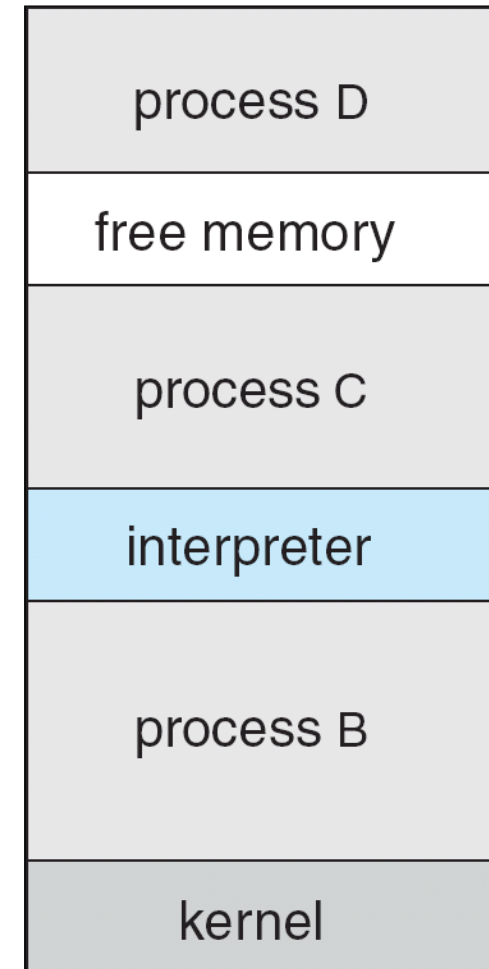 process D
free memory
process C
interpreter
process B
kernel